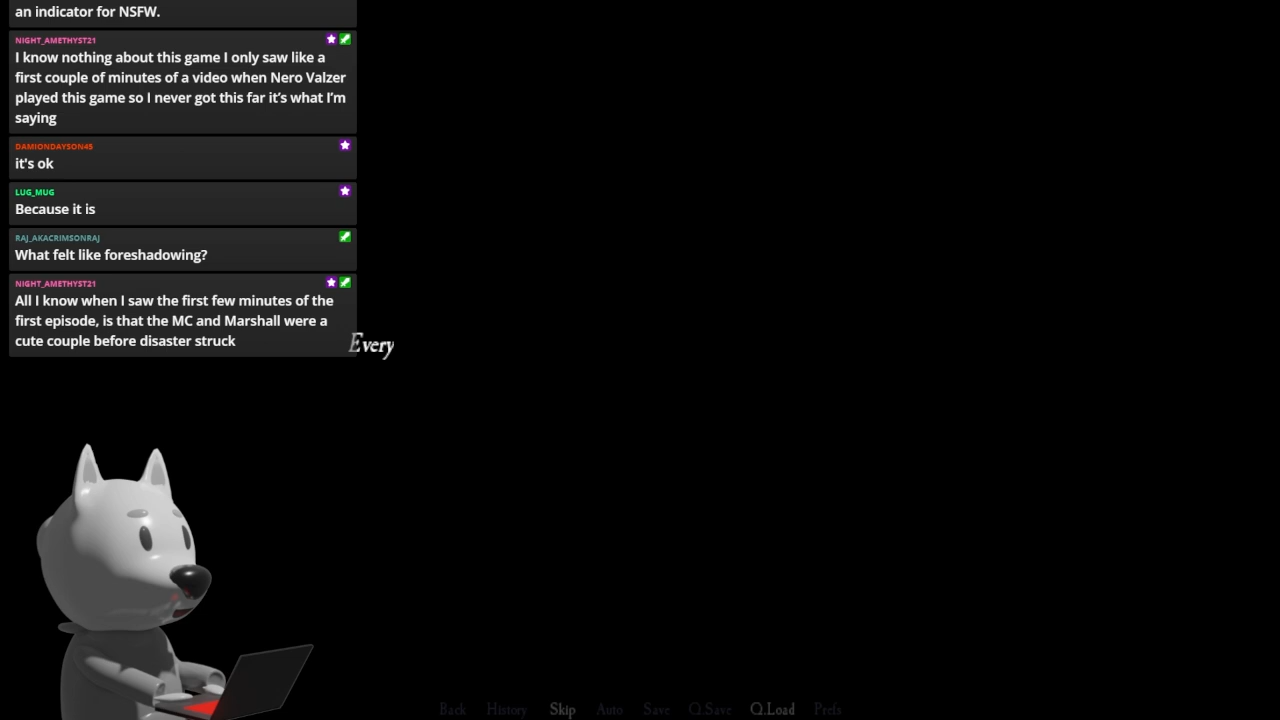 an indicator for NSFW.
NIGHT_AMETHYST21
I know nothing about this game I only saw like a
first couple of minutes of a video when Nero Valzer
played this game so I never got this far it's what I'm
saying
DAMIONDAYSON45
it's ok
LUG_MUG
Because it is
RAJ_AKACRIMSONRAJ
What felt like foreshadowing?
NIGHT_AMETHYST21
All I know when I saw the first few minutes of the
first episode, is that the MC and Marshall were a
cute couple before disaster struck
Every
Back History Skip Auto Save Q.Save Q.Load Prefs